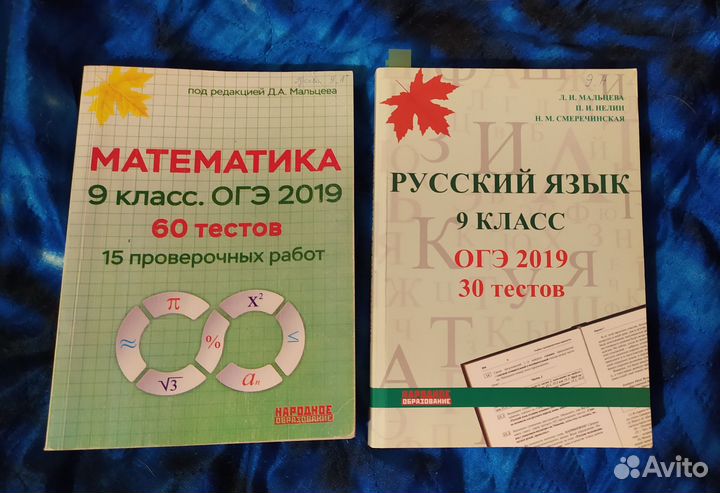 под редакцией Д.А. Мальцева
МАТЕМАТИКА
9 класс. ОГЭ 2019
60 тестов
15 проверочных работ
π
X²
≈
%
√3
aₙ
НАРОДНОЕ
ОБРАЗОВАНИЕ
9 А
Л. И. МАЛЬЦЕВА
П. И. НЕЛИН
Н. М. СМЕРЕЧИНСКАЯ
РУССКИЙ ЯЗЫК
9 КЛАСС
ОГЭ 2019
30 тестов
НАРОДНОЕ
ОБРАЗОВАНИЕ
Avito